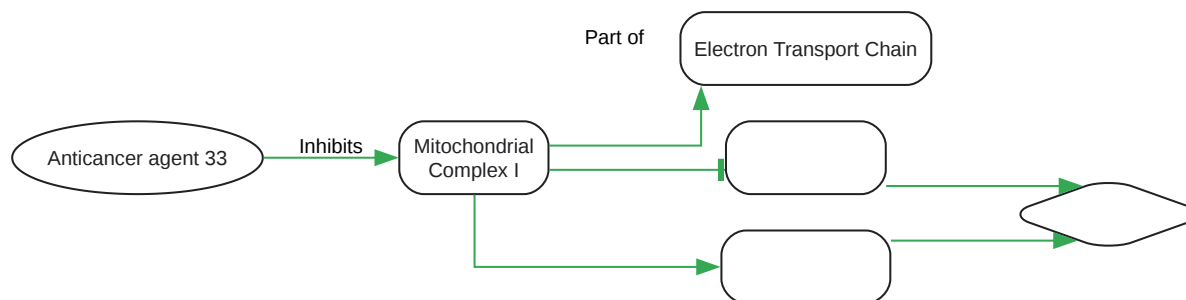 Part of
Electron Transport Chain
Anticancer agent 33
Inhibits
Mitochondrial
Complex I